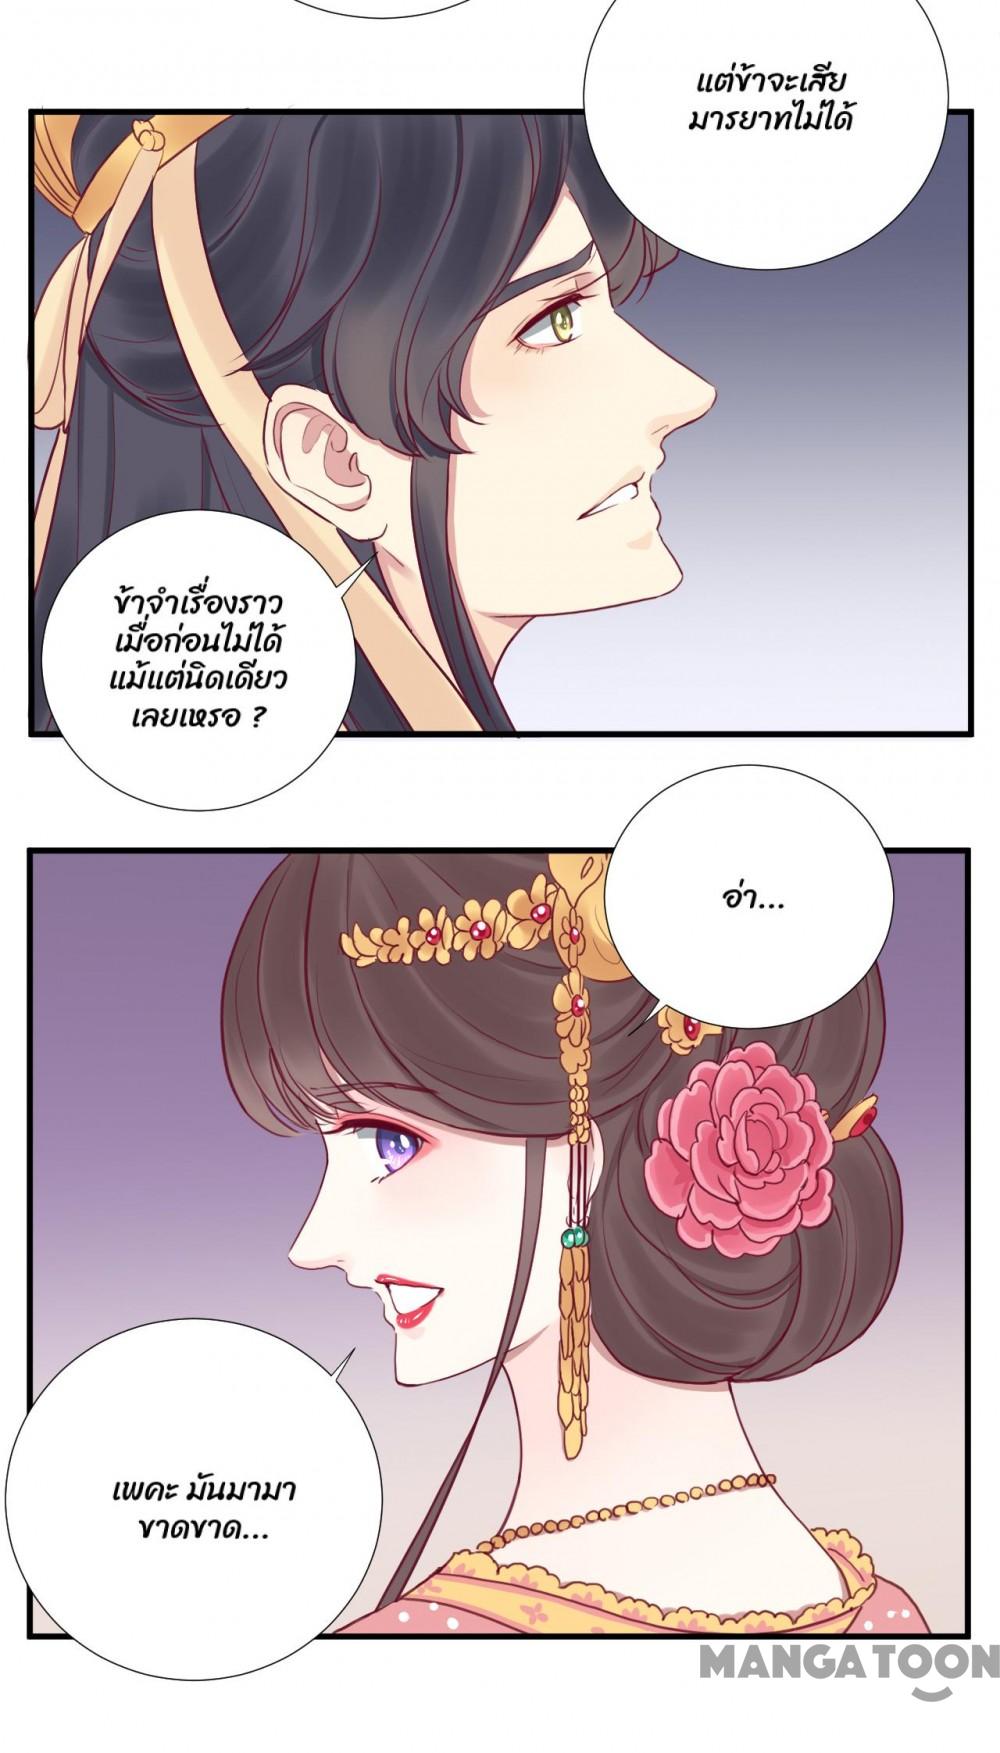 แต่ข้าจะเสีย
มารยาทไม่ได้
ข้าจำเรื่องราว
เมื่อก่อนไม่ได้
แม้แต่นิดเดียว
เลยเหรอ ?
อ่า...
เพคะ มันมามา
ขาดขาด...
MANGATOON